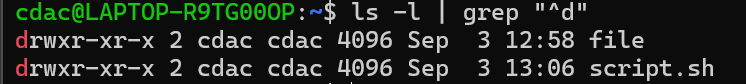 cdac@LAPTOP-R9TG00OP:~$ ls -l | grep "^d"
drwxr-xr-x 2 cdac cdac 4096 Sep  3 12:58 file
drwxr-xr-x 2 cdac cdac 4096 Sep  3 13:06 script.sh